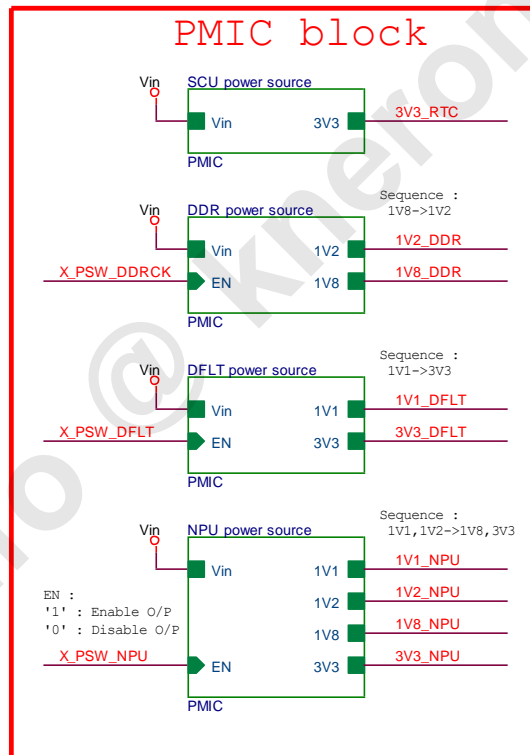 PMIC block
Vin
SCU power source
Vin
3V3
3V3_RTC
PMIC
Sequence :
1V8->1V2
Vin
DDR power source
Vin
1V2
1V2_DDR
X_PSW_DDRCK
EN
1V8
1V8_DDR
PMIC
Sequence :
1V1->3V3
Vin
DFLT power source
Vin
1V1
1V1_DFLT
X_PSW_DFLT
EN
3V3
3V3_DFLT
PMIC
Sequence :
1V1,1V2->1V8,3V3
Vin
NPU power source
Vin
1V1
1V1_NPU
1V2
1V2_NPU
EN :
'1' : Enable O/P
'0' : Disable O/P
1V8
1V8_NPU
X_PSW_NPU
EN
3V3
3V3_NPU
PMIC
@ kneron